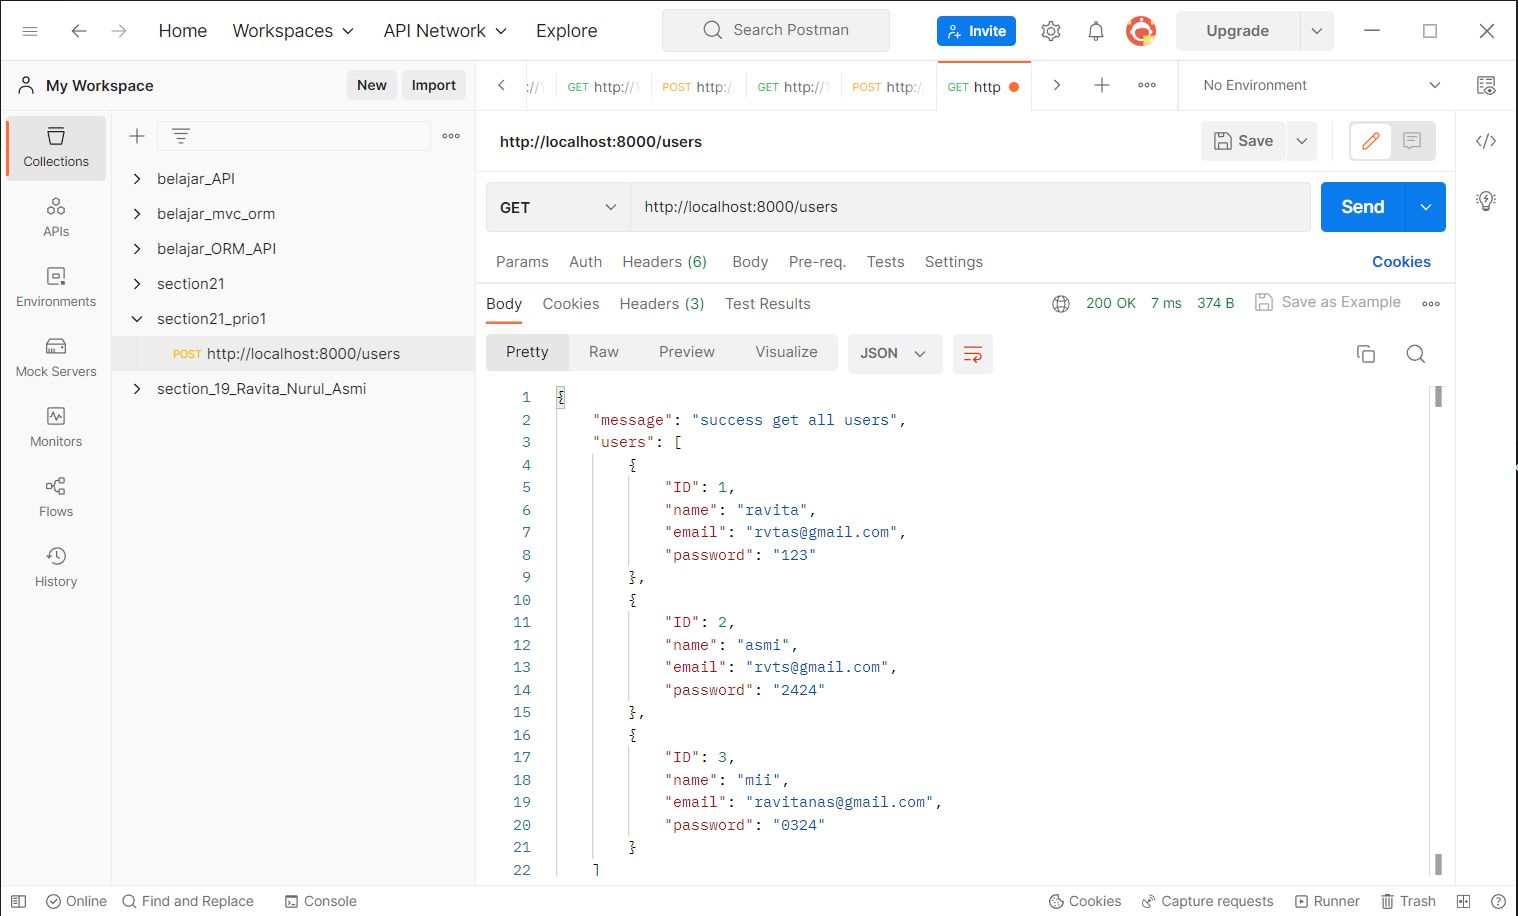 Home Workspaces API Network Explore Search Postman Invite Upgrade
My Workspace New Import GET http://1 POST http:/ GET http://1 POST http:/ GET http No Environment
Collections
APIs
Environments
Mock Servers
Monitors
Flows
History
belajar_API
belajar_mvc_orm
belajar_ORM_API
section21
section21_prio1
POST http://localhost:8000/users
section_19_Ravita_Nurul_Asmi
http://localhost:8000/users Save
GET http://localhost:8000/users Send
Params Auth Headers (6) Body Pre-req. Tests Settings Cookies
Body Cookies Headers (3) Test Results 200 OK 7 ms 374 B Save as Example
Pretty Raw Preview Visualize JSON
1 {
2 "message": "success get all users",
3 "users": [
4 {
5 "ID": 1,
6 "name": "ravita",
7 "email": "rvtas@gmail.com",
8 "password": "123"
9 },
10 {
11 "ID": 2,
12 "name": "asmi",
13 "email": "rvts@gmail.com",
14 "password": "2424"
15 },
16 {
17 "ID": 3,
18 "name": "mii",
19 "email": "ravitanas@gmail.com",
20 "password": "0324"
21 }
22 ]
Online Find and Replace Console Cookies Capture requests Runner Trash